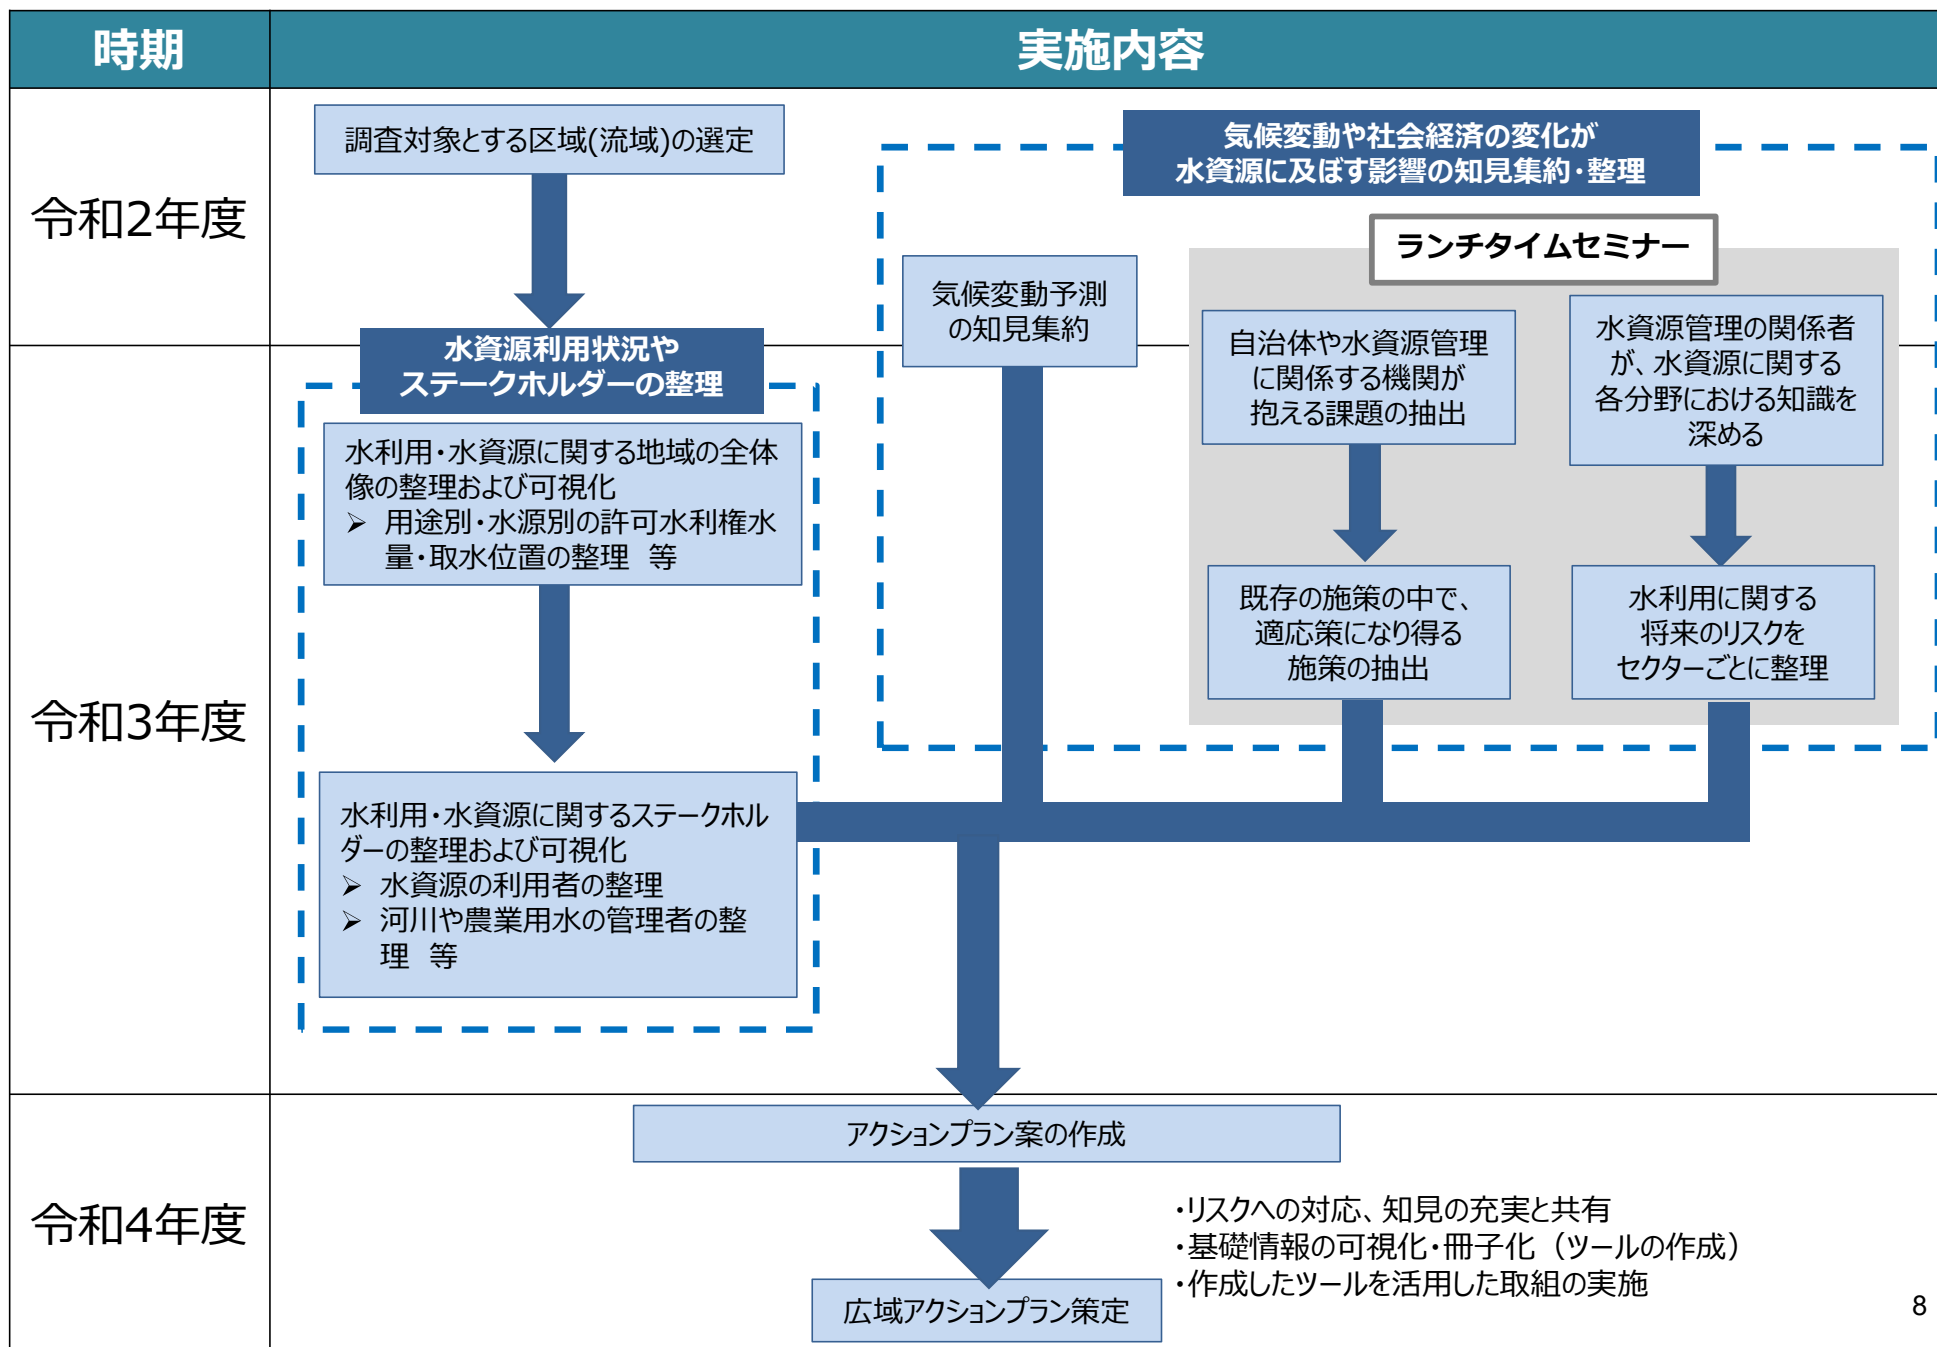 時期
実施内容
令和2年度
調査対象とする区域(流域)の選定
気候変動や社会経済の変化が
水資源に及ぼす影響の知見集約・整理
ランチタイムセミナー
気候変動予測
の知見集約
自治体や水資源管理
に関係する機関が
抱える課題の抽出
水資源管理の関係者
が、水資源に関する
各分野における知識を
深める
水資源利用状況や
ステークホルダーの整理
令和3年度
水利用・水資源に関する地域の全体
像の整理および可視化
➢ 用途別・水源別の許可水利権水
量・取水位置の整理 等
既存の施策の中で、
適応策になり得る
施策の抽出
水利用に関する
将来のリスクを
セクターごとに整理
水利用・水資源に関するステークホル
ダーの整理および可視化
➢ 水資源の利用者の整理
➢ 河川や農業用水の管理者の整
理 等
令和4年度
アクションプラン案の作成
・リスクへの対応、知見の充実と共有
・基礎情報の可視化・冊子化（ツールの作成）
・作成したツールを活用した取組の実施
広域アクションプラン策定
8